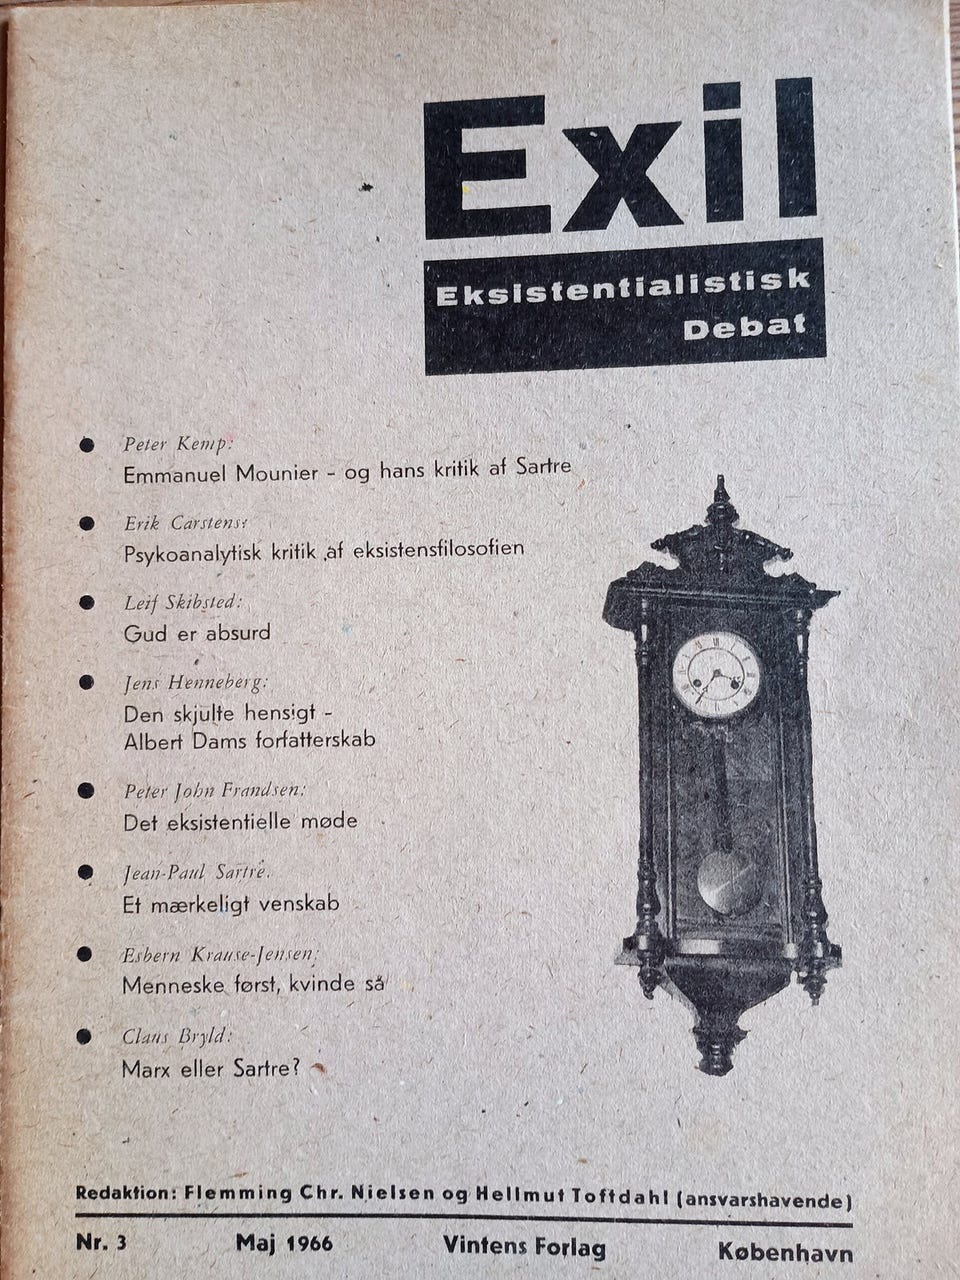 Exil
Eksistentialistisk
Debat
Peter Kemp:
Emmanuel Mounier - og hans kritik af Sartre
Erik Carstens:
Psykoanalytisk kritik af eksistensfilosofien
Leif Skibsted:
Gud er absurd
Jens Henneberg:
Den skjulte hensigt -
Albert Dams forfatterskab
Peter John Frandsen:
Det eksistentielle møde
Jean-Paul Sartre:
Et mærkeligt venskab
Esbern Krause-Jensen:
Menneske først, kvinde så
Claus Bryld:
Marx eller Sartre?
Redaktion: Flemming Chr. Nielsen og Hellmut Toftdahl (ansvarshavende)
Nr. 3 Maj 1966 Vintens Forlag København